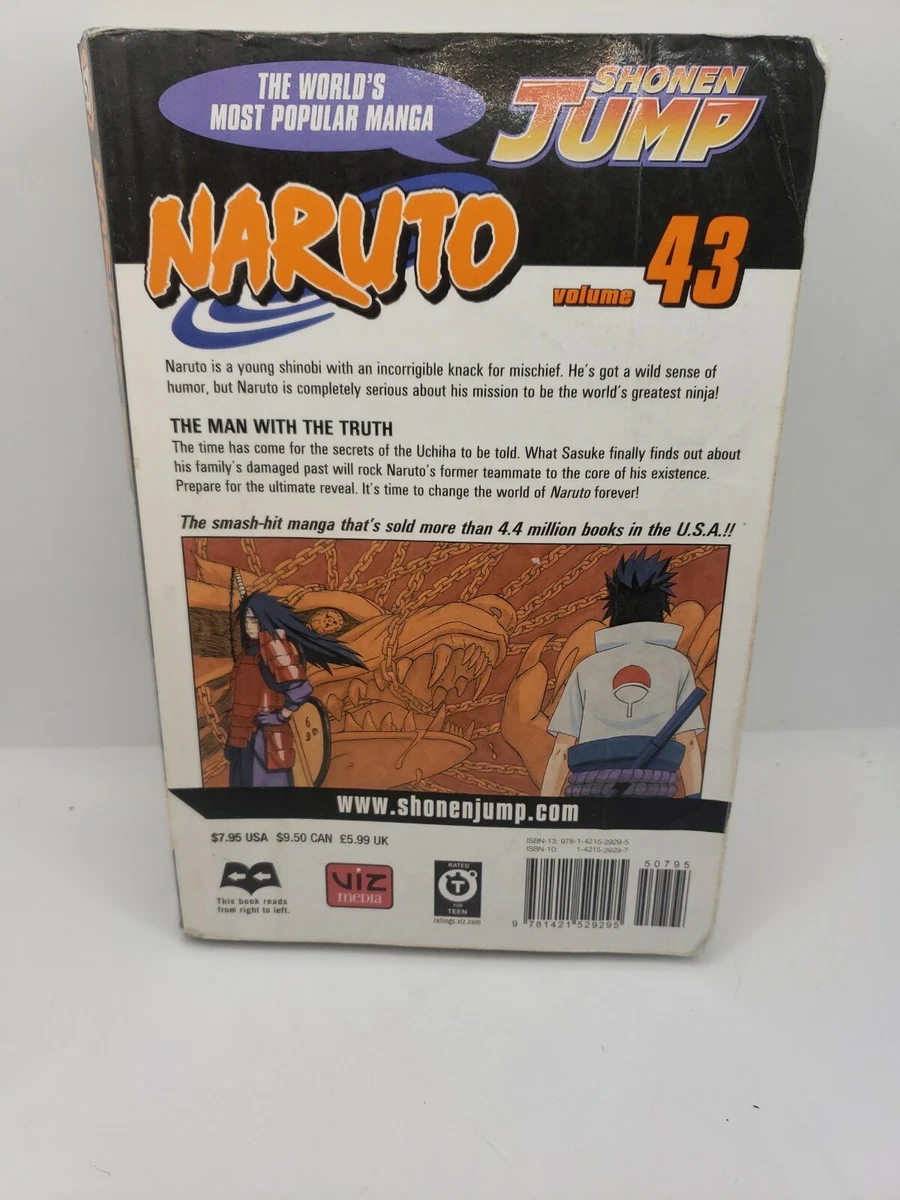 THE WORLD'S
MOST POPULAR MANGA
SHONEN
JUMP
NARUTO
volume 43
Naruto is a young shinobi with an incorrigible knack for mischief. He's got a wild sense of
humor, but Naruto is completely serious about his mission to be the world's greatest ninja!
THE MAN WITH THE TRUTH
The time has come for the secrets of the Uchiha to be told. What Sasuke finally finds out about
his family's damaged past will rock Naruto's former teammate to the core of his existence.
Prepare for the ultimate reveal. It's time to change the world of Naruto forever!
The smash-hit manga that's sold more than 4.4 million books in the U.S.A.!!
www.shonenjump.com
$7.95 USA $9.50 CAN £5.99 UK
This book reads
from right to left.
VIZ
media
RATED
T
FOR
TEEN
ratings.viz.com
ISBN-13: 978-1-4215-2929-5
ISBN-10: 1-4215-2929-7
50795
9 781421 529295